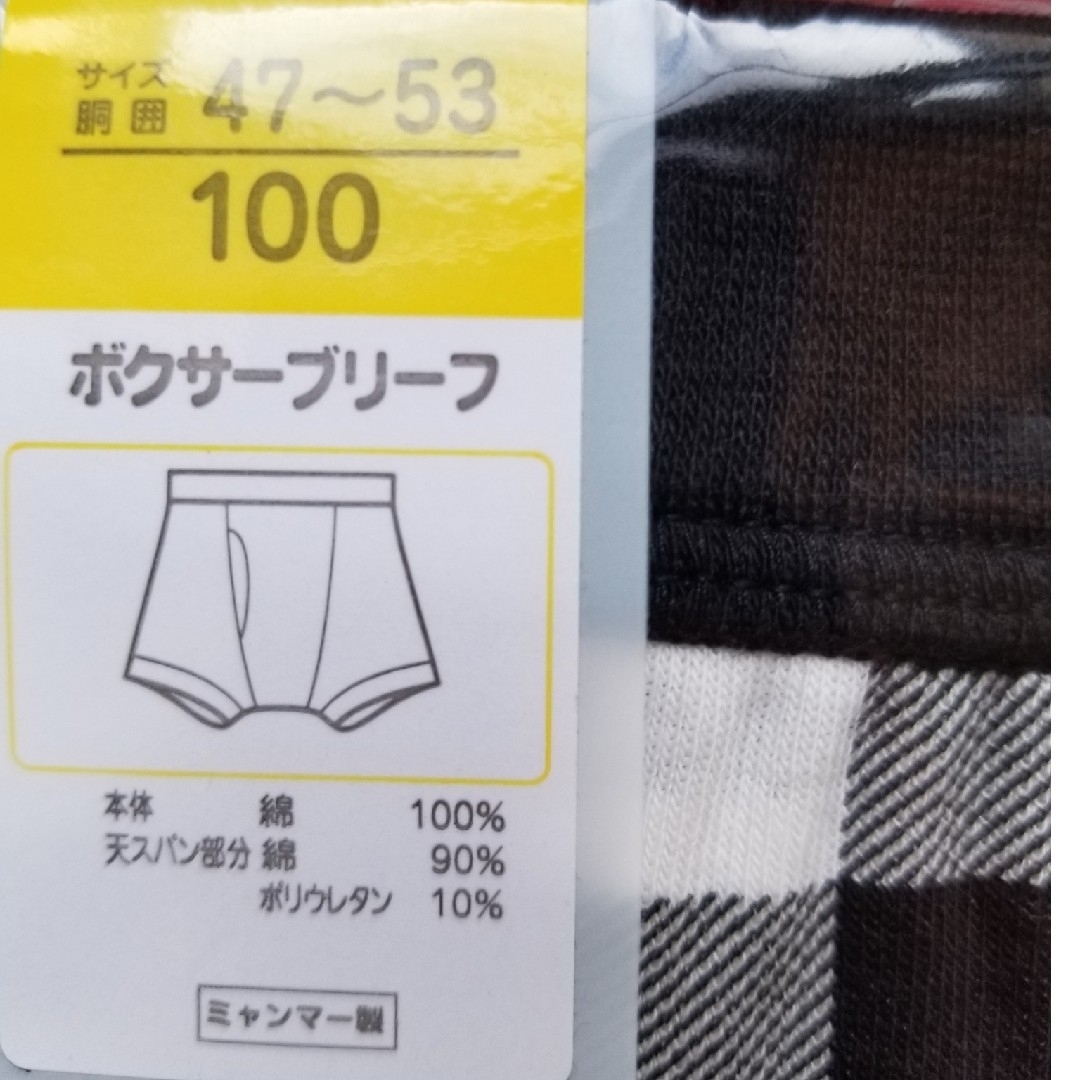 サイズ
胴囲 47～53
100
ボクサーブリーフ
本体 綿 100%
天スパン部分 綿 90%
ポリウレタン 10%
ミャンマー製